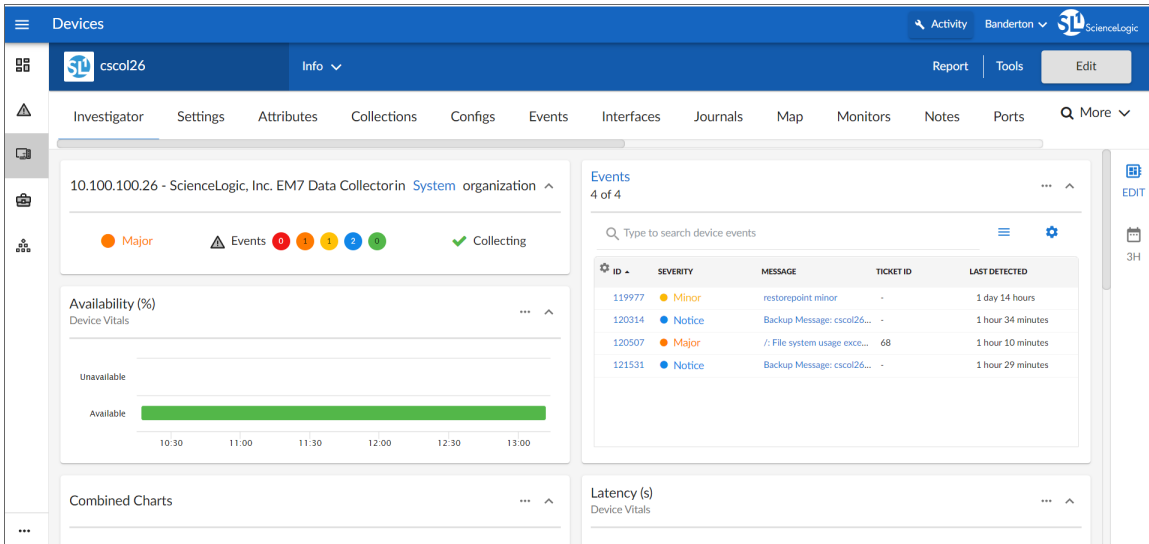 Devices
Activity
Banderton
SL1 ScienceLogic
SL1 cscol26
Info
Report
Tools
Edit
Investigator Settings Attributes Collections Configs Events Interfaces Journals Map Monitors Notes Ports More
10.100.100.26 - ScienceLogic, Inc. EM7 Data Collectorin System organization
Major
Events 0 1 1 2 0
Collecting
Events
4 of 4
Type to search device events
ID SEVERITY MESSAGE TICKET ID LAST DETECTED
119977 Minor restorepoint minor - 1 day 14 hours
120314 Notice Backup Message: cscol26... - 1 hour 34 minutes
120507 Major /: File system usage exce... 68 1 hour 10 minutes
121531 Notice Backup Message: cscol26... - 1 hour 29 minutes
EDIT
3H
Availability (%)
Device Vitals
Unavailable
Available
10:30 11:00 11:30 12:00 12:30 13:00
Combined Charts
Latency (s)
Device Vitals